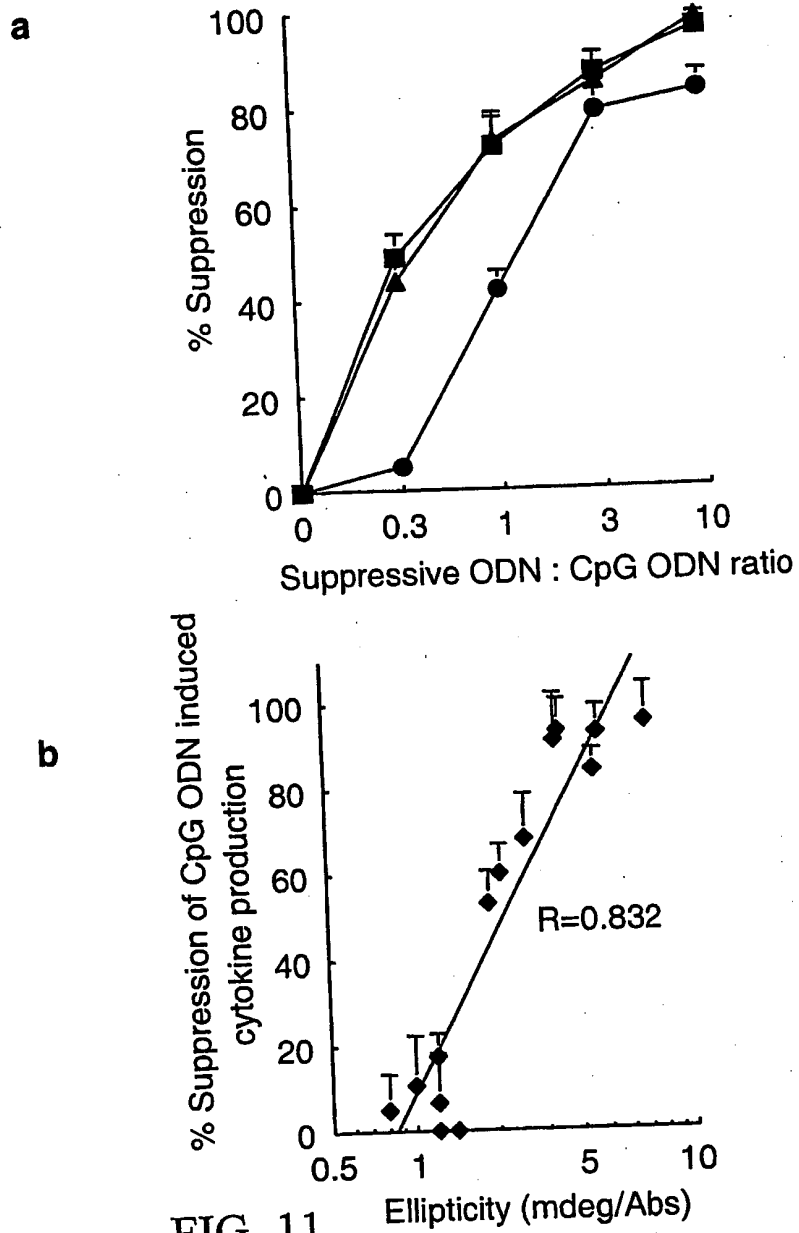 a
% Suppression
100
80
60
40
20
0
0 0.3 1 3 10
Suppressive ODN : CpG ODN ratio
b
% Suppression of CpG ODN induced
cytokine production
100
80
60
40
20
0
R=0.832
0.5 1 5 10
Ellipticity (mdeg/Abs)
FIG. 11